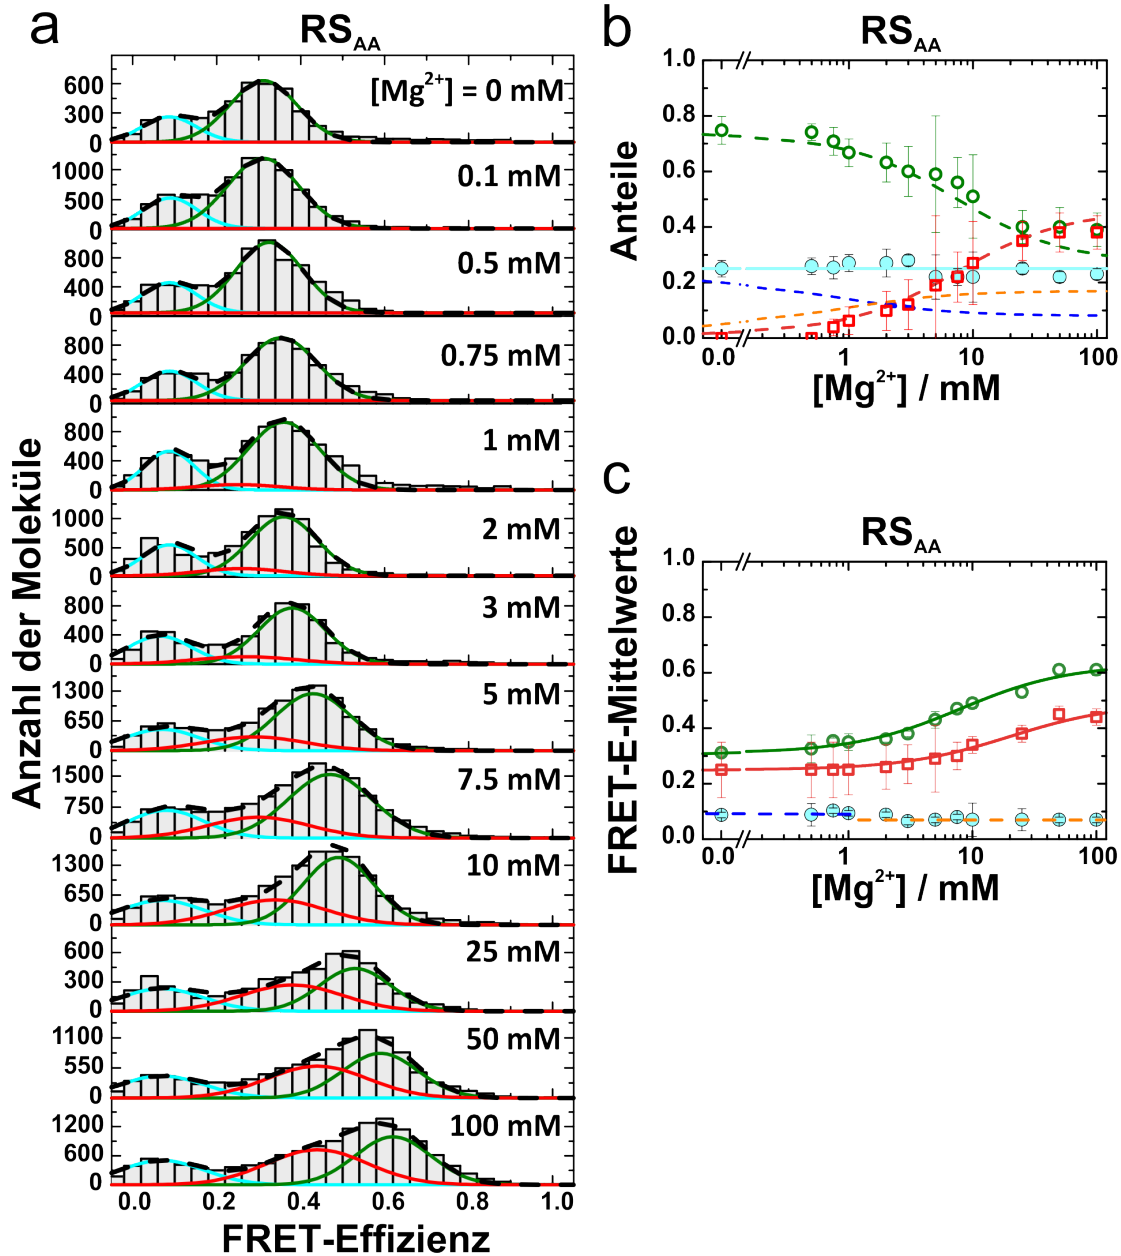 a
RS_AA
[Mg²⁺] = 0 mM
600
300
0
0.1 mM
1000
500
0
0.5 mM
800
400
0
0.75 mM
800
400
0
1 mM
800
400
0
2 mM
1000
500
0
3 mM
800
400
0
5 mM
1300
650
0
7.5 mM
1500
750
0
10 mM
1300
650
0
25 mM
600
300
0
50 mM
1100
550
0
100 mM
1200
600
0
0.0 0.2 0.4 0.6 0.8 1.0
FRET-Effizienz
Anzahl der Moleküle
b
RS_AA
1.0
0.8
0.6
0.4
0.2
0.0
0.0 1 10 100
[Mg²⁺] / mM
Anteile
c
RS_AA
1.0
0.8
0.6
0.4
0.2
0.0
0.0 1 10 100
[Mg²⁺] / mM
FRET-E-Mittelwerte